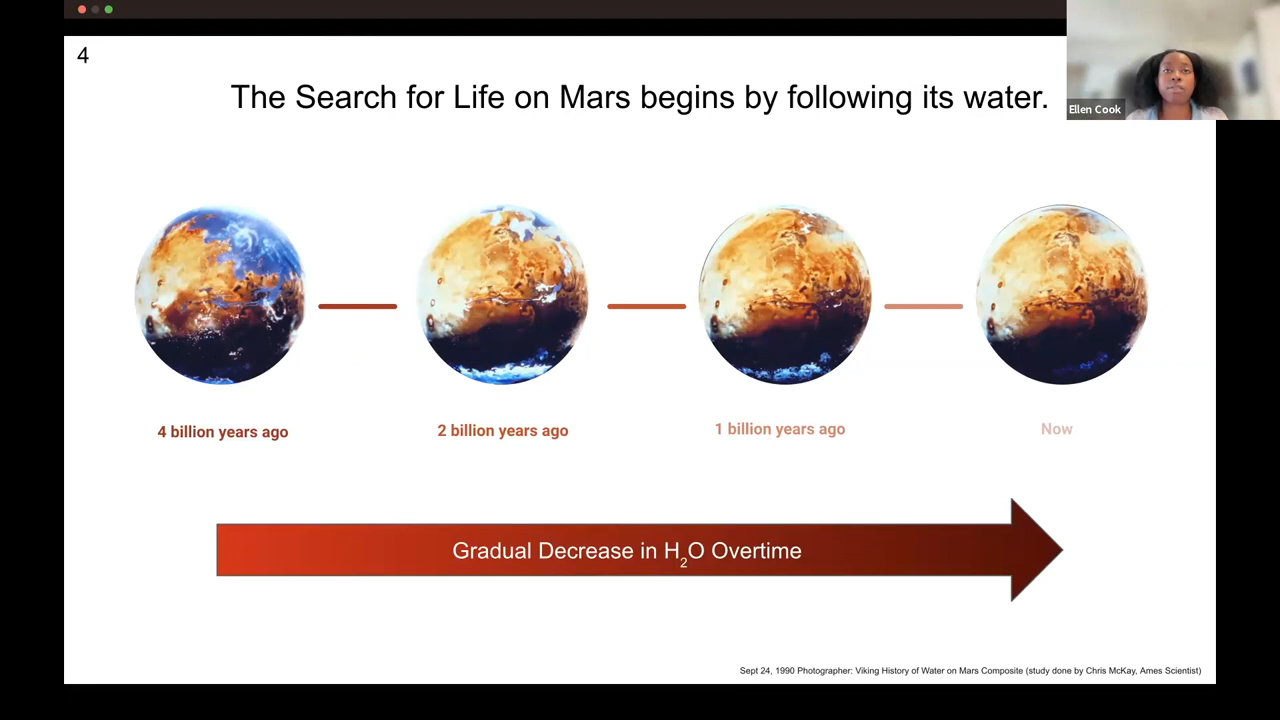 4
The Search for Life on Mars begins by following its water.
Ellen Cook
4 billion years ago
2 billion years ago
1 billion years ago
Now
Gradual Decrease in H₂O Overtime
Sept 24, 1990 Photographer: Viking History of Water on Mars Composite (study done by Chris McKay, Ames Scientist)